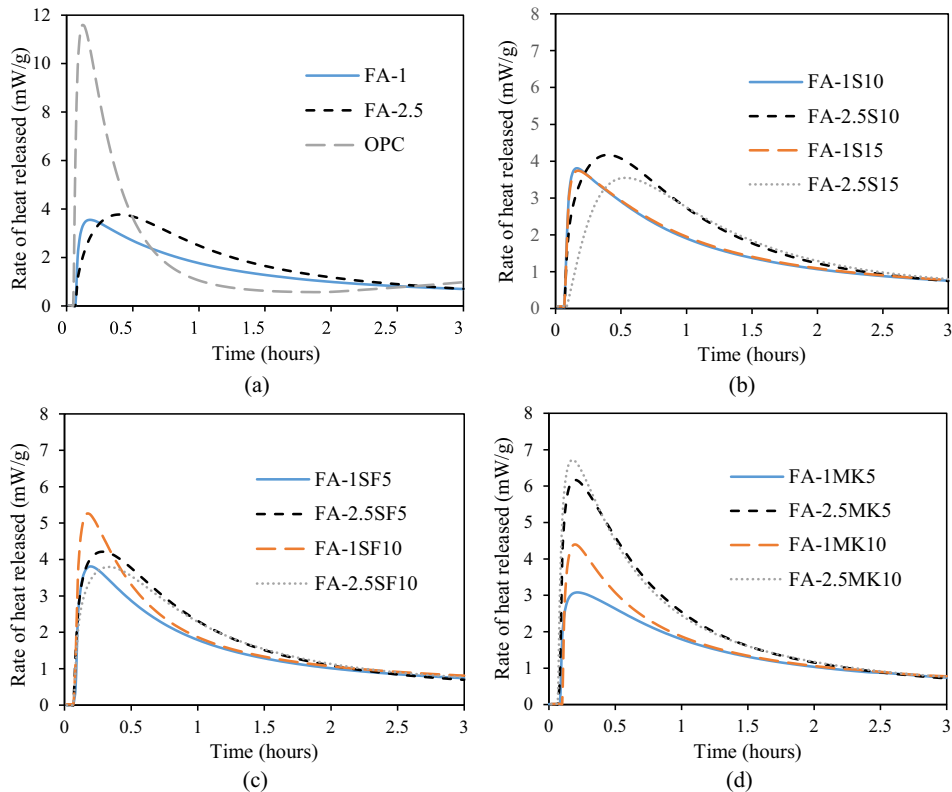 12
10
8
6
4
2
0
Rate of heat released (mW/g)
FA-1
FA-2.5
OPC
0 0.5 1 1.5 2 2.5 3
Time (hours)
(a)
8
7
6
5
4
3
2
1
0
Rate of heat released (mW/g)
FA-1S10
FA-2.5S10
FA-1S15
FA-2.5S15
0 0.5 1 1.5 2 2.5 3
Time (hours)
(b)
8
7
6
5
4
3
2
1
0
Rate of heat released (mW/g)
FA-1SF5
FA-2.5SF5
FA-1SF10
FA-2.5SF10
0 0.5 1 1.5 2 2.5 3
Time (hours)
(c)
8
7
6
5
4
3
2
1
0
Rate of heat released (mW/g)
FA-1MK5
FA-2.5MK5
FA-1MK10
FA-2.5MK10
0 0.5 1 1.5 2 2.5 3
Time (hours)
(d)